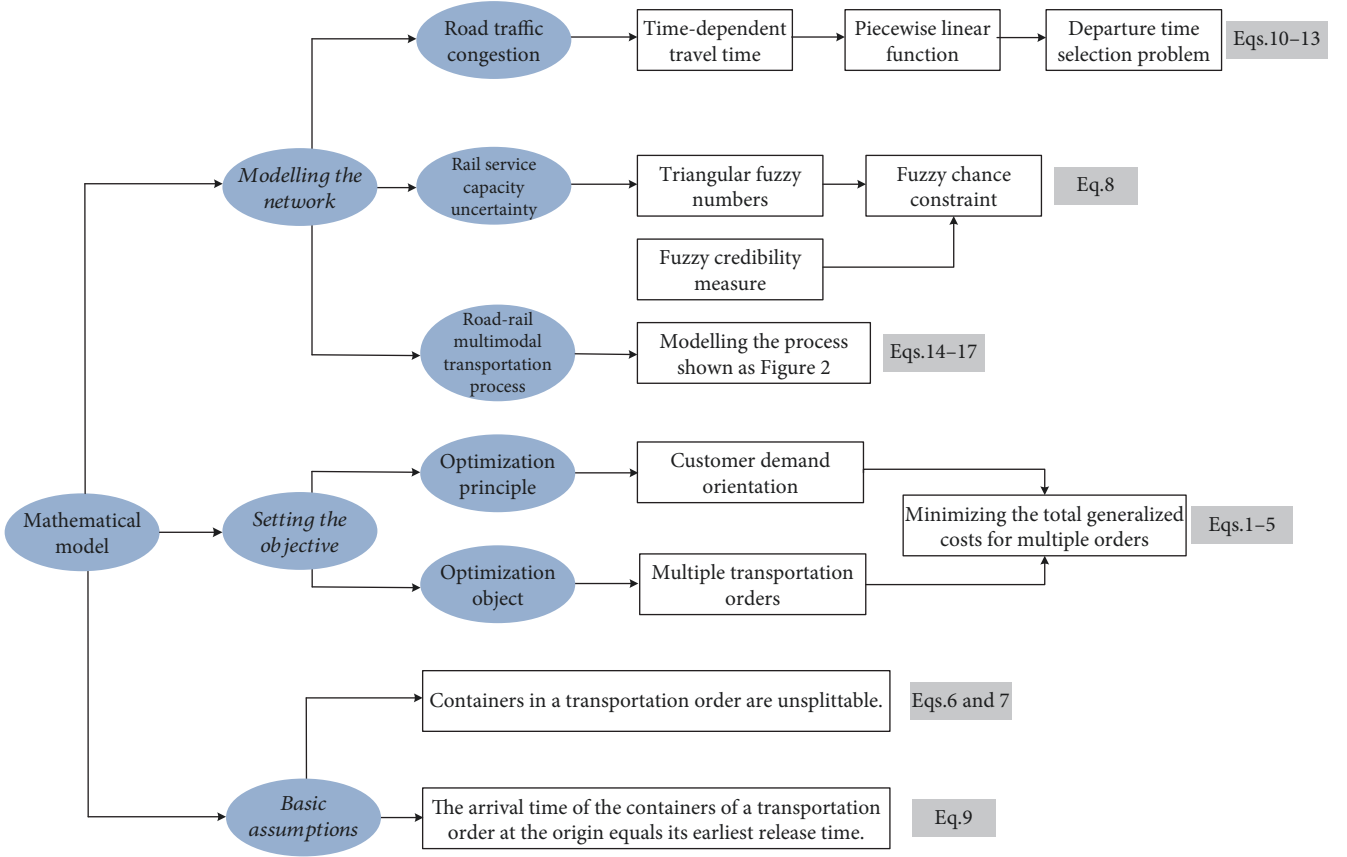 Road traffic
congestion
Time-dependent
travel time
Piecewise linear
function
Departure time
selection problem
Eqs.10–13
Modelling the
network
Rail service
capacity
uncertainty
Triangular fuzzy
numbers
Fuzzy chance
constraint
Eq.8
Fuzzy credibility
measure
Road-rail
multimodal
transportation
process
Modelling the process
shown as Figure 2
Eqs.14–17
Optimization
principle
Customer demand
orientation
Mathematical
model
Setting the
objective
Minimizing the total generalized
costs for multiple orders
Eqs.1–5
Optimization
object
Multiple transportation
orders
Containers in a transportation order are unsplittable.
Eqs.6 and 7
Basic
assumptions
The arrival time of the containers of a transportation
order at the origin equals its earliest release time.
Eq.9